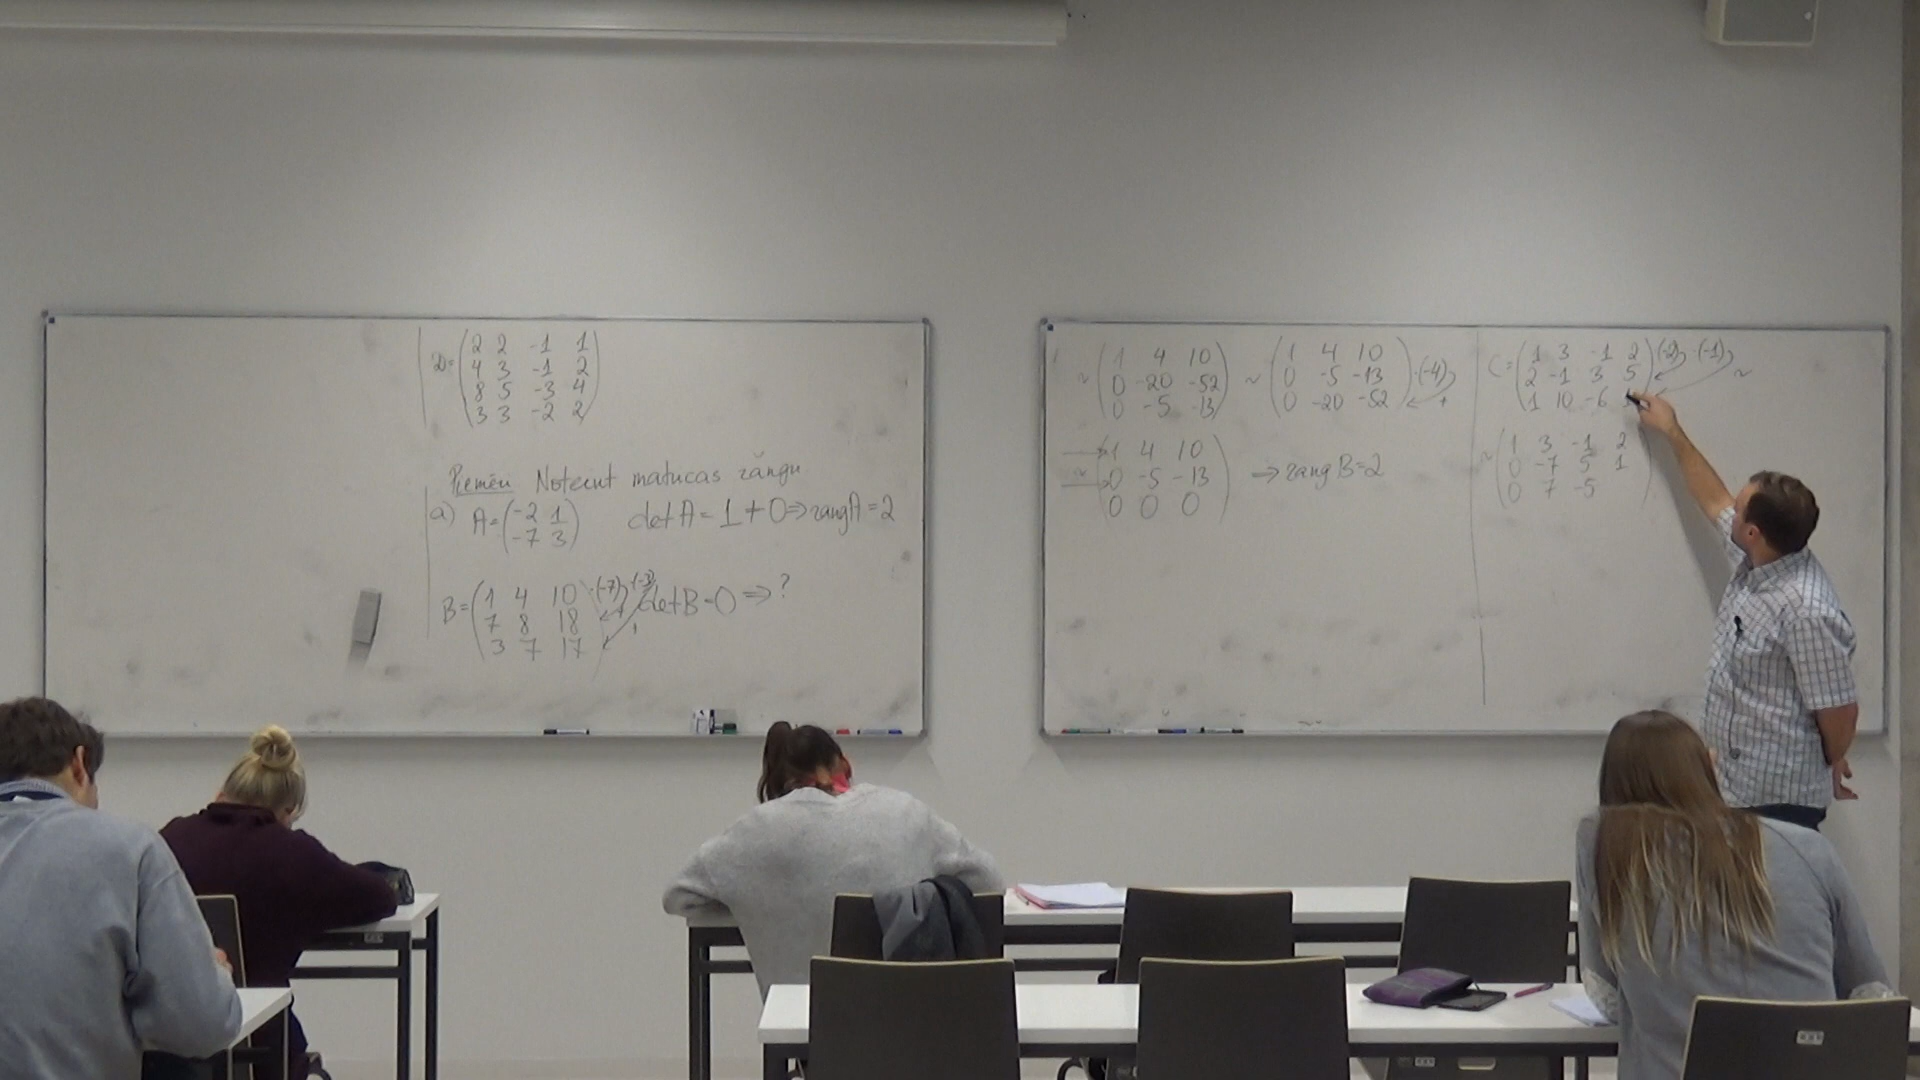 D=(2 2 -1 1
4 3 -1 2
8 5 -3 4
3 3 -2 2)
Piemēri Noteikt matricas rangu
a) A=(-2 1
-7 3) det A = 1 ≠ 0 ⇒ rang A = 2
B=(1 4 10 ·(-7) ·(-3)
7 8 18 +
3 7 17) +
det B = 0 ⇒ ?
~ (1 4 10
0 -20 -52
0 -5 -13)
~ (1 4 10
0 -5 -13
0 -20 -52) ·(-4) +
~ (1 4 10
0 -5 -13
0 0 0) ⇒ rang B = 2
C=(1 3 -1 2 ·(-2) ·(-1)
2 -1 3 5
1 10 -6 ~
~ (1 3 -1 2
0 -7 5 1
0 7 -5